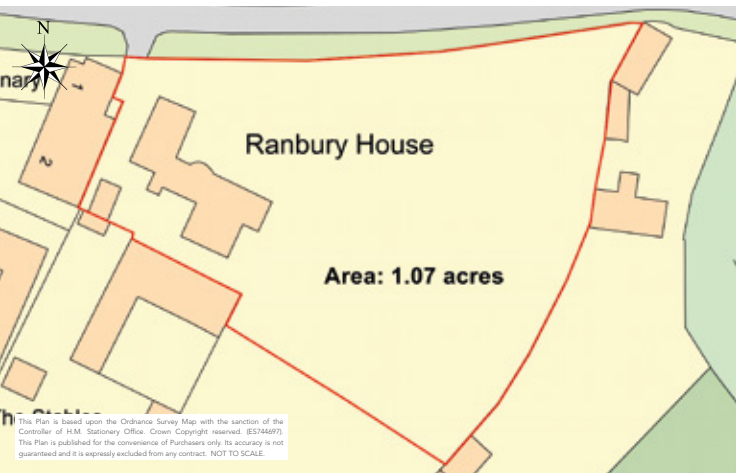 N
1
2
Ranbury House
Area: 1.07 acres
This Plan is based upon the Ordnance Survey Map with the sanction of the
Controller of H.M. Stationery Office. Crown Copyright reserved. (ES744697).
This Plan is published for the convenience of Purchasers only. Its accuracy is not
guaranteed and it is expressly excluded from any contract. NOT TO SCALE.